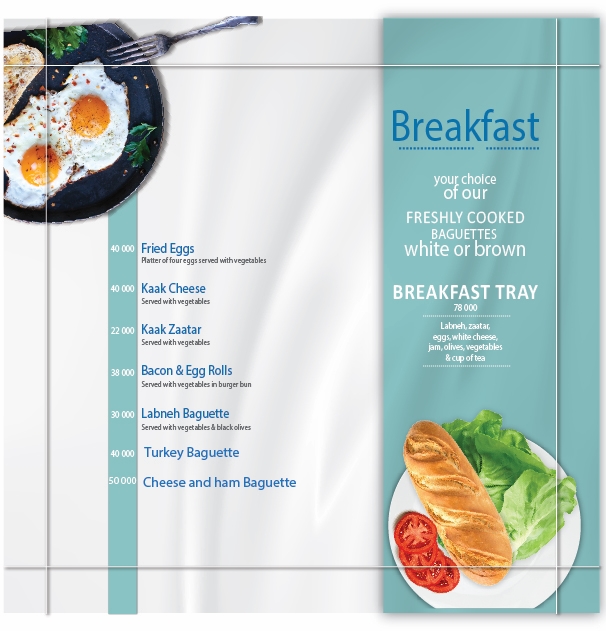 Breakfast
your choice
of our
FRESHLY COOKED
BAGUETTES
white or brown
BREAKFAST TRAY
78 000
Labneh, zaatar,
eggs, white cheese,
jam, olives, vegetables
& cup of tea
40 000 Fried Eggs
Platter of four eggs served with vegetables
40 000 Kaak Cheese
Served with vegetables
22 000 Kaak Zaatar
Served with vegetables
38 000 Bacon & Egg Rolls
Served with vegetables in burger bun
30 000 Labneh Baguette
Served with vegetables & black olives
40 000 Turkey Baguette
50 000 Cheese and ham Baguette